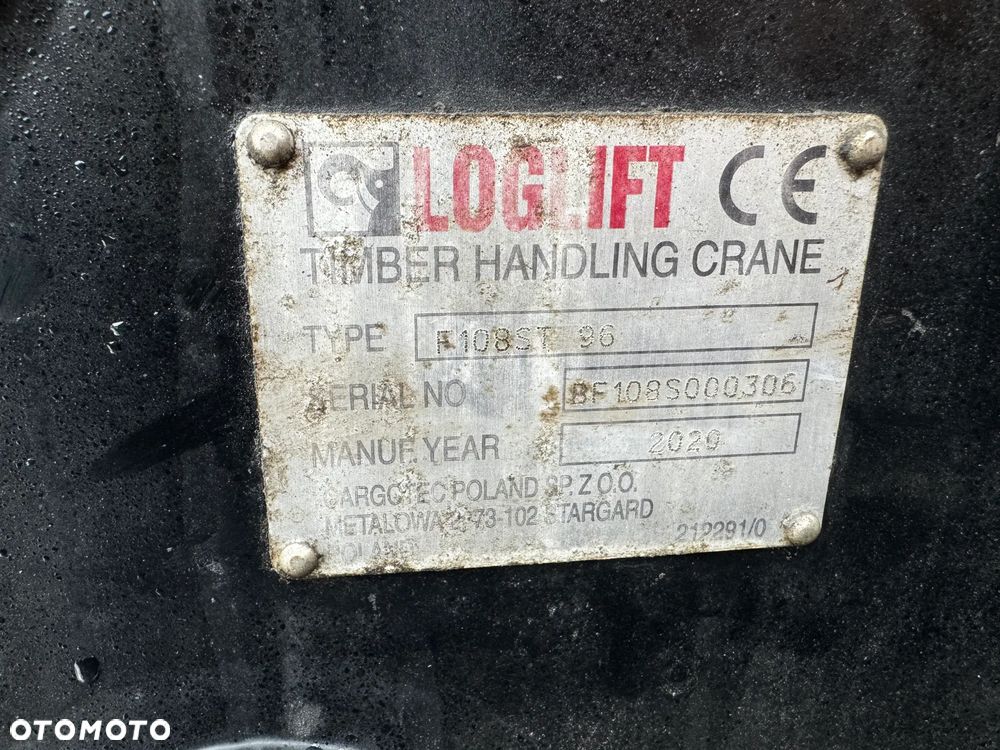 LOGLIFT CE
TIMBER HANDLING CRANE
TYPE F108ST 96
SERIAL NO BF108S000306
MANUF. YEAR 2020
CARGOTEC POLAND SP. Z O.O.
METALOWA 73-102 STARGARD
POLAND 212291/0
OTOMOTO